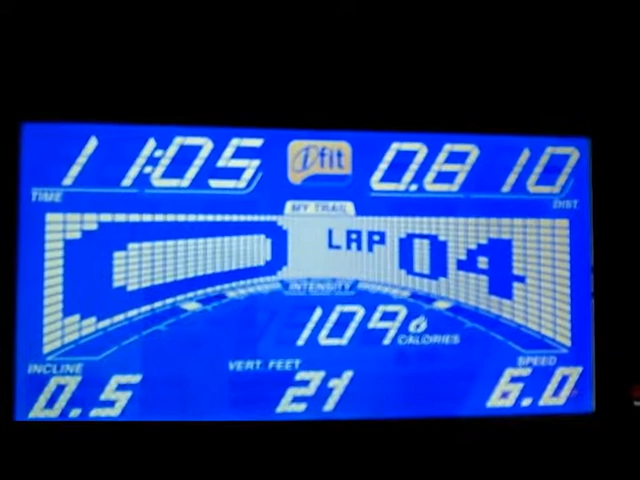 11:05 ifit 0.810
TIME DIST.
MY TRAIL
LAP 04
INTENSITY
109 CALORIES
INCLINE VERT. FEET SPEED
0.5 21 6.0